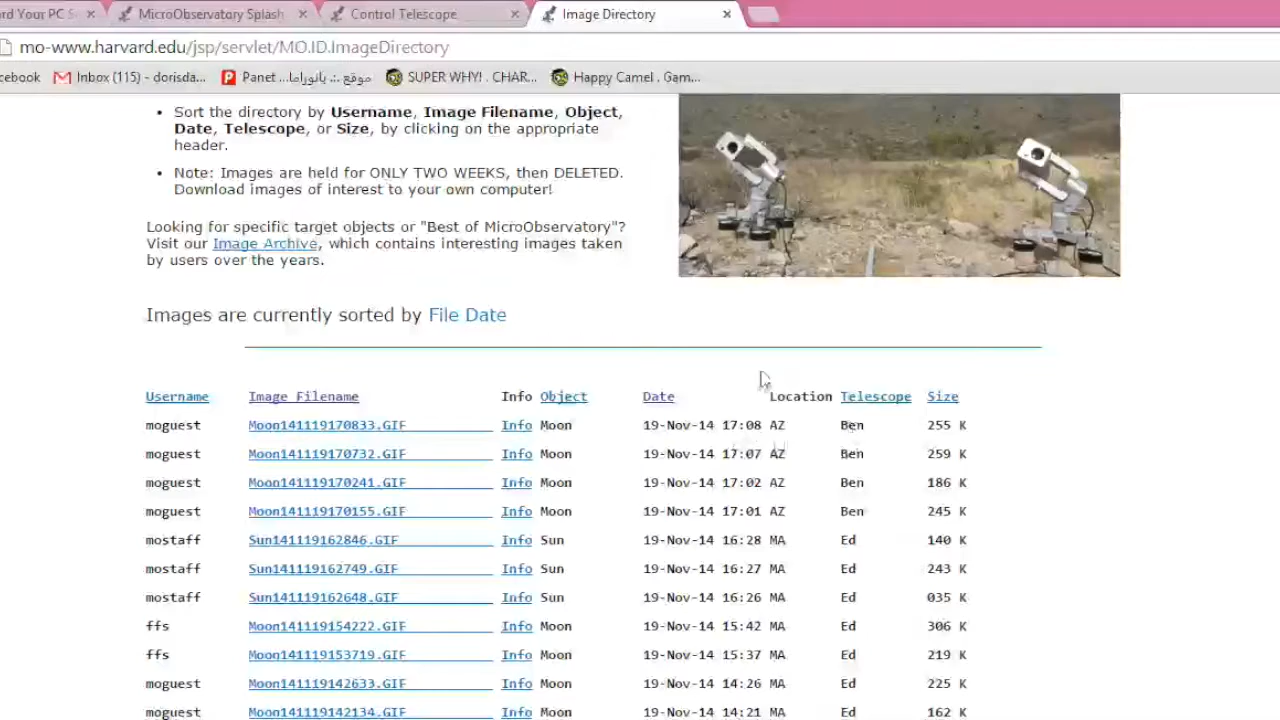 rd Your PC S × MicroObservatory Splash × Control Telescope × Image Directory ×
mo-www.harvard.edu/jsp/servlet/MO.ID.ImageDirectory
cebook Inbox (115) - dorisda... Panet موقع .:. بانوراما... SUPER WHY! . CHAR... Happy Camel . Gam...
• Sort the directory by Username, Image Filename, Object,
Date, Telescope, or Size, by clicking on the appropriate
header.
• Note: Images are held for ONLY TWO WEEKS, then DELETED.
Download images of interest to your own computer!
Looking for specific target objects or "Best of MicroObservatory"?
Visit our Image Archive, which contains interesting images taken
by users over the years.
Images are currently sorted by File Date
Username Image Filename Info Object Date Location Telescope Size
moguest Moon141119170833.GIF Info Moon 19-Nov-14 17:08 AZ Ben 255 K
moguest Moon141119170732.GIF Info Moon 19-Nov-14 17:07 AZ Ben 259 K
moguest Moon141119170241.GIF Info Moon 19-Nov-14 17:02 AZ Ben 186 K
moguest Moon141119170155.GIF Info Moon 19-Nov-14 17:01 AZ Ben 245 K
mostaff Sun141119162846.GIF Info Sun 19-Nov-14 16:28 MA Ed 140 K
mostaff Sun141119162749.GIF Info Sun 19-Nov-14 16:27 MA Ed 243 K
mostaff Sun141119162648.GIF Info Sun 19-Nov-14 16:26 MA Ed 035 K
ffs Moon141119154222.GIF Info Moon 19-Nov-14 15:42 MA Ed 306 K
ffs Moon141119153719.GIF Info Moon 19-Nov-14 15:37 MA Ed 219 K
moguest Moon141119142633.GIF Info Moon 19-Nov-14 14:26 MA Ed 225 K
moguest Moon141119142134.GIF Info Moon 19-Nov-14 14:21 MA Ed 162 K